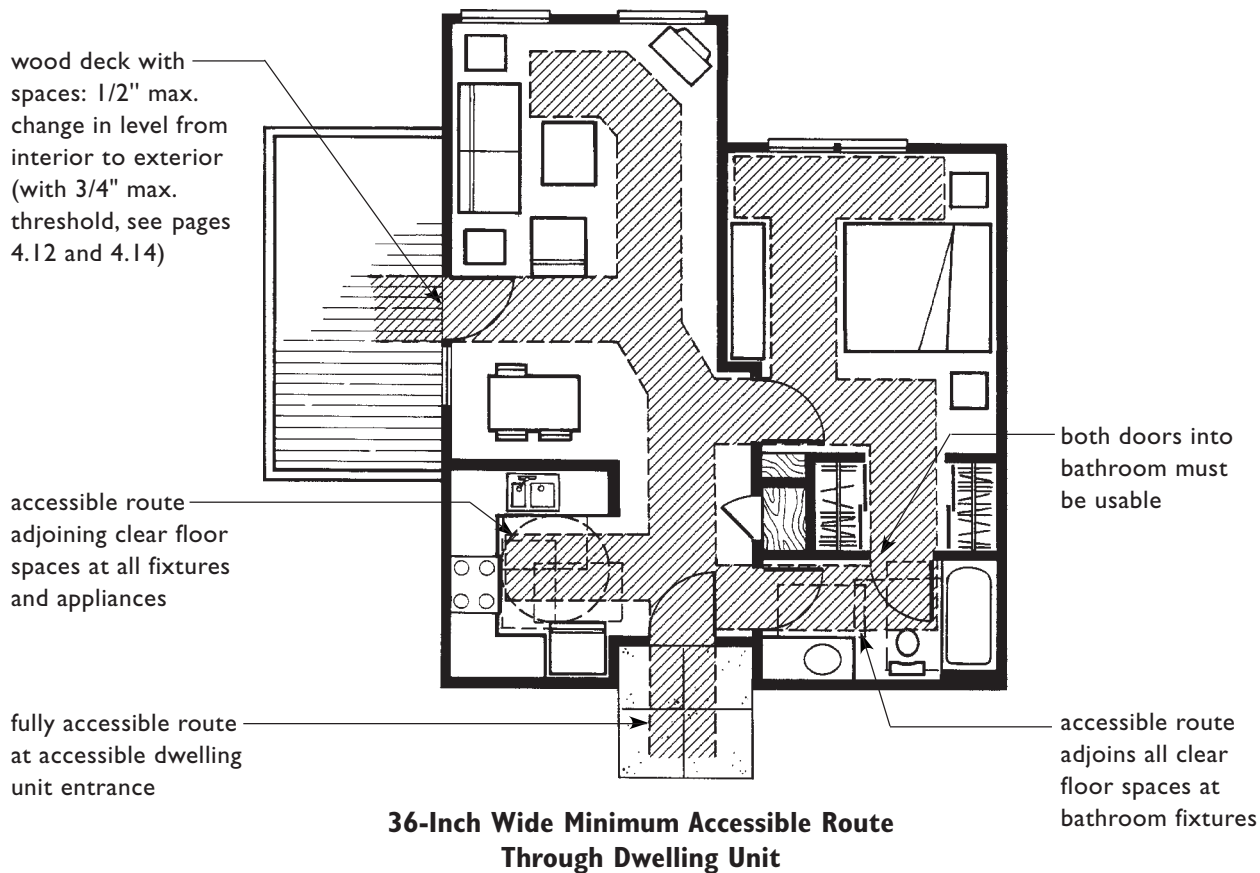 wood deck with
spaces: 1/2" max.
change in level from
interior to exterior
(with 3/4" max.
threshold, see pages
4.12 and 4.14)
both doors into
bathroom must
be usable
accessible route
adjoining clear floor
spaces at all fixtures
and appliances
fully accessible route
at accessible dwelling
unit entrance
accessible route
adjoins all clear
floor spaces at
bathroom fixtures
36-Inch Wide Minimum Accessible Route
Through Dwelling Unit